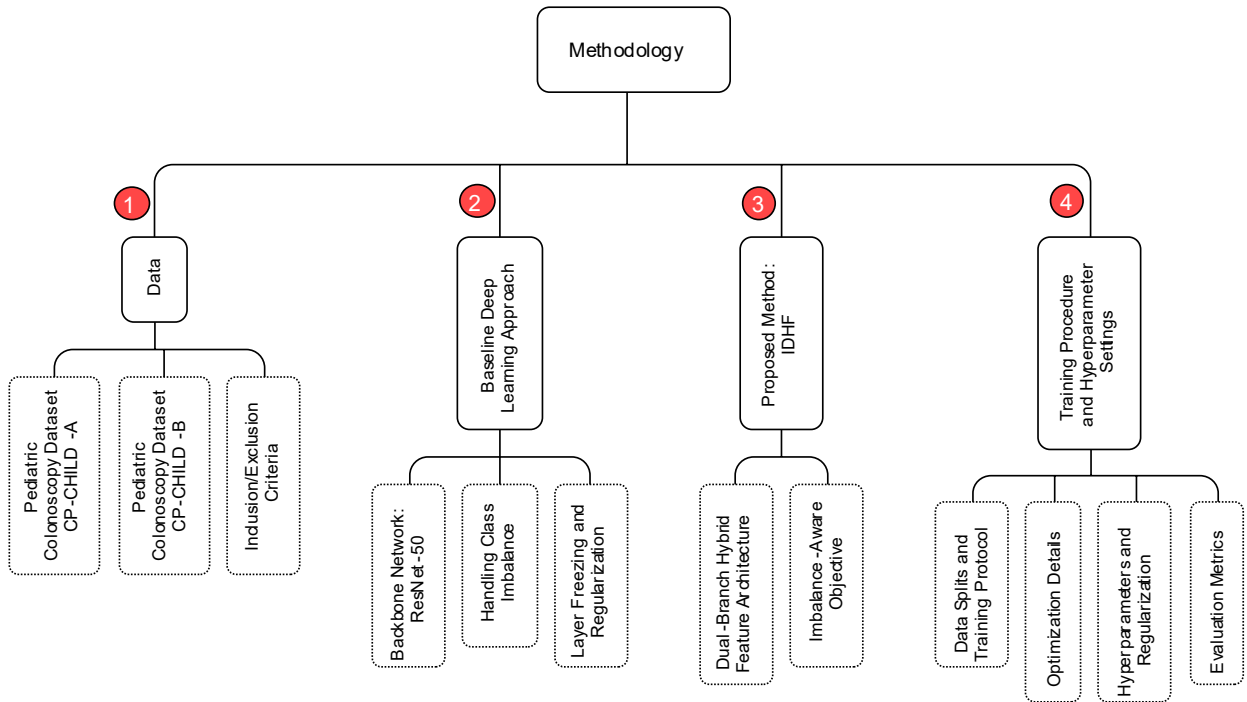 Methodology
1
2
3
4
Data
Baseline Deep
Learning Approach
Proposed Method:
IDHF
Training Procedure
and Hyperparameter
Settings
Pediatric
Colonoscopy Dataset
CP-CHILD -A
Pediatric
Colonoscopy Dataset
CP-CHILD -B
Inclusion/Exclusion
Criteria
Backbone Network:
ResNet-50
Handling Class
Imbalance
Layer Freezing and
Regularization
Dual-Branch Hybrid
Feature Architecture
Imbalance-Aware
Objective
Data Splits and
Training Protocol
Optimization Details
Hyperparameters and
Regularization
Evaluation Metrics